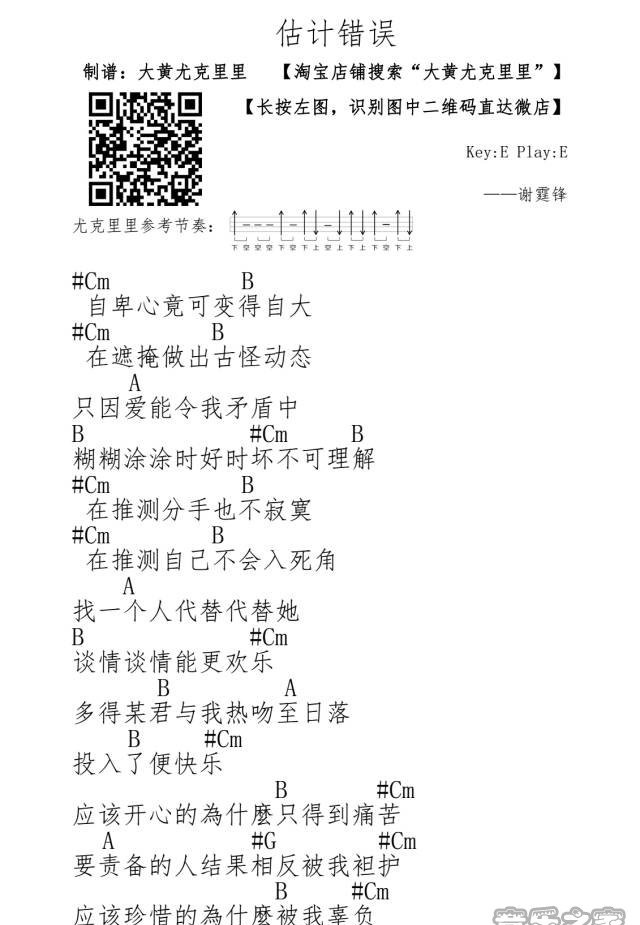 估计错误
制谱：大黄尤克里里 【淘宝店铺搜索“大黄尤克里里”】
【长按左图，识别图中二维码直达微店】
Key:E Play:E
——谢霆锋
尤克里里参考节奏：
下 空 空 空 下 空 下 上 空 上 下 上 下 空 下 上
#Cm B
自卑心竟可变得自大
#Cm B
在遮掩做出古怪动态
A
只因爱能令我矛盾中
B #Cm B
糊糊涂涂时好时坏不可理解
#Cm B
在推测分手也不寂寞
#Cm B
在推测自己不会入死角
A
找一个人代替代替她
B #Cm
谈情谈情能更欢乐
B A
多得某君与我热吻至日落
B #Cm
投入了便快乐
B #Cm
应该开心的為什麼只得到痛苦
A #G #Cm
要责备的人结果相反被我袒护
B #Cm
应该珍惜的為什麼被我辜负
音乐之家